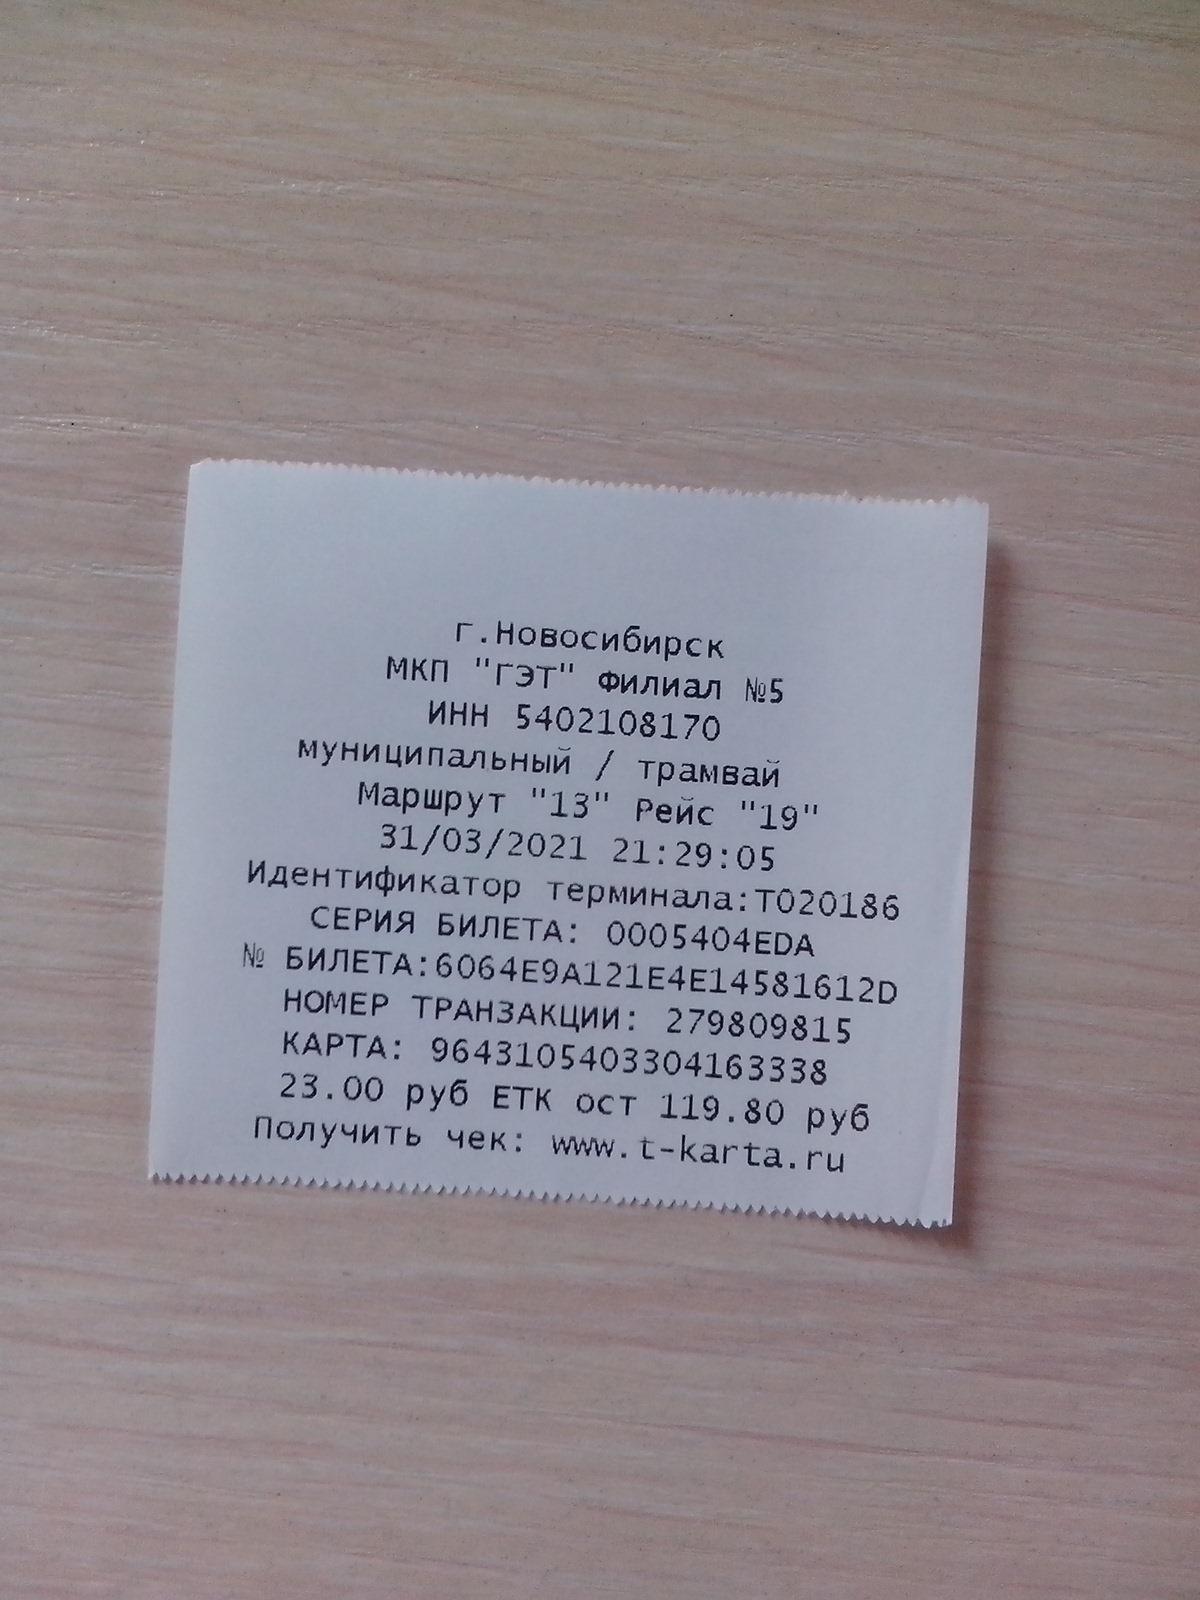 г.Новосибирск
МКП "ГЭТ" Филиал №5
ИНН 5402108170
муниципальный / трамвай
Маршрут "13" Рейс "19"
31/03/2021 21:29:05
Идентификатор терминала:T020186
СЕРИЯ БИЛЕТА: 0005404EDA
№ БИЛЕТА:6064E9A121E4E14581612D
НОМЕР ТРАНЗАКЦИИ: 279809815
КАРТА: 9643105403304163338
23.00 руб ЕТК ост 119.80 руб
Получить чек: www.t-karta.ru